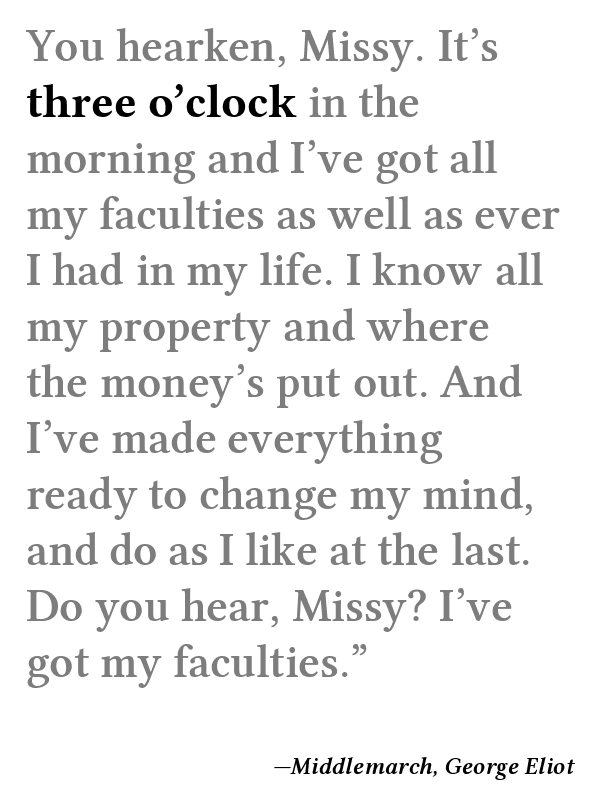 You hearken, Missy. It’s
three o’clock in the
morning and I’ve got all
my faculties as well as ever
I had in my life. I know all
my property and where
the money’s put out. And
I’ve made everything
ready to change my mind,
and do as I like at the last.
Do you hear, Missy? I’ve
got my faculties.”
—Middlemarch, George Eliot